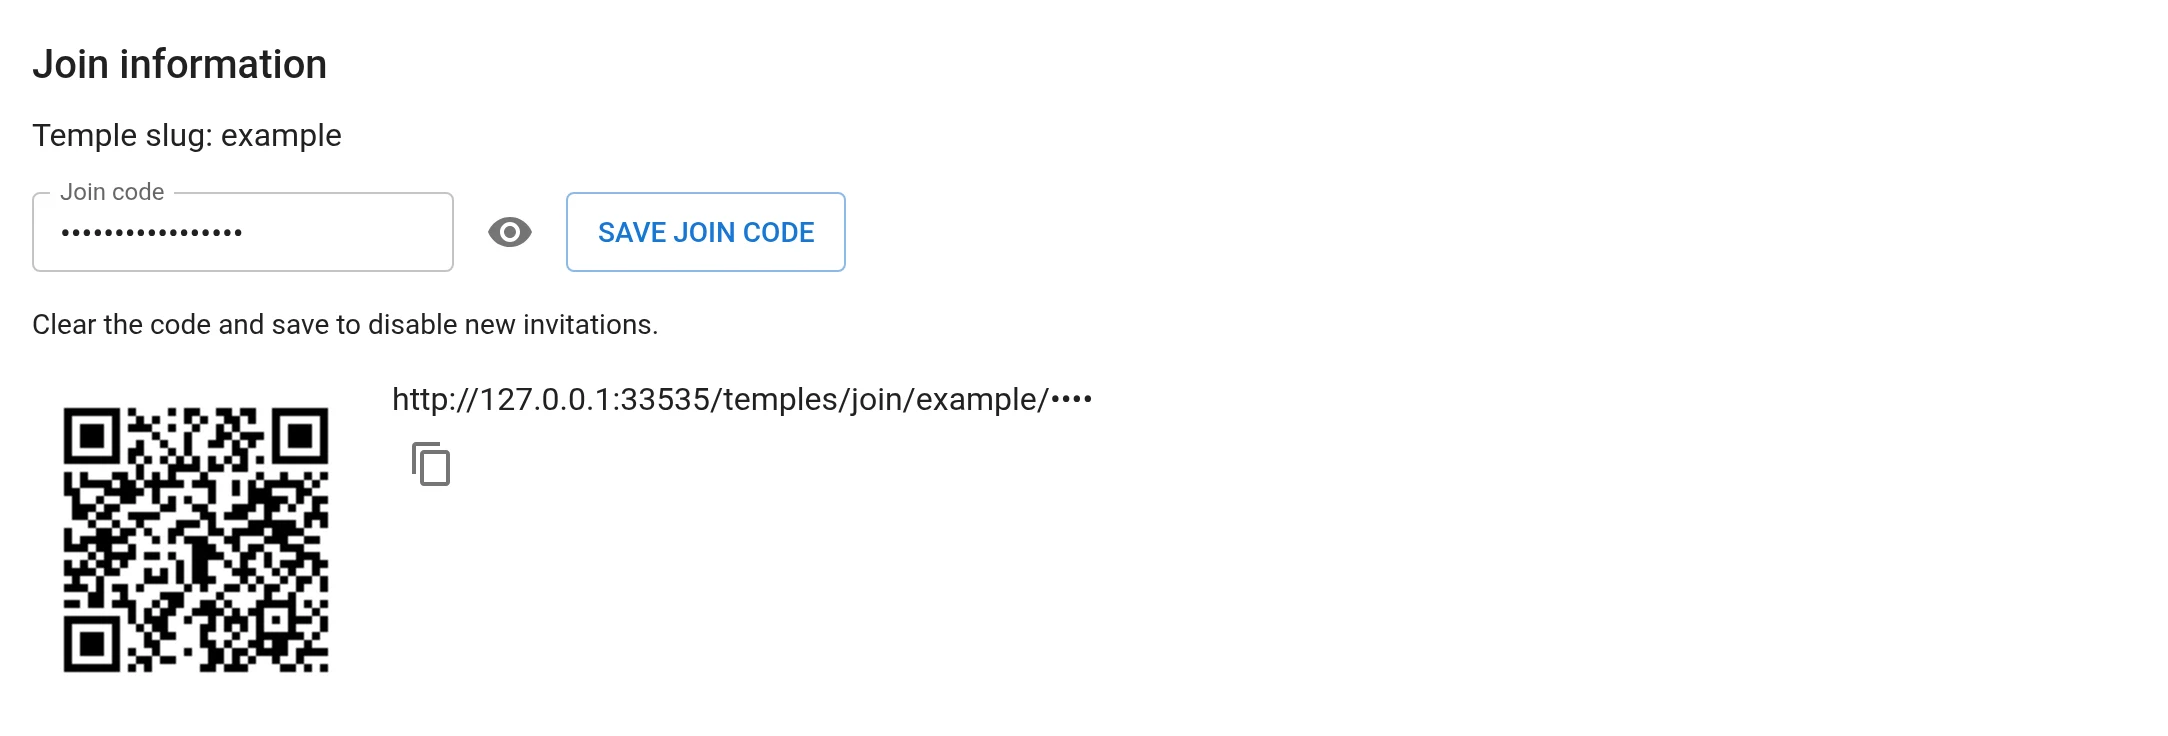 Join information
Temple slug: example
Join code
•••••••••••••••••
SAVE JOIN CODE
Clear the code and save to disable new invitations.
http://127.0.0.1:33535/temples/join/example/••••